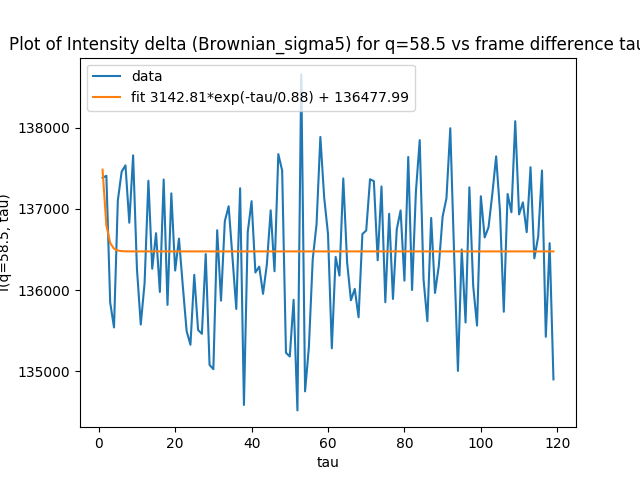 Plot of Intensity delta (Brownian_sigma5) for q=58.5 vs frame difference tau
data
fit 3142.81*exp(-tau/0.88) + 136477.99
138000
137000
136000
135000
I(q=58.5, tau)
0 20 40 60 80 100 120
tau